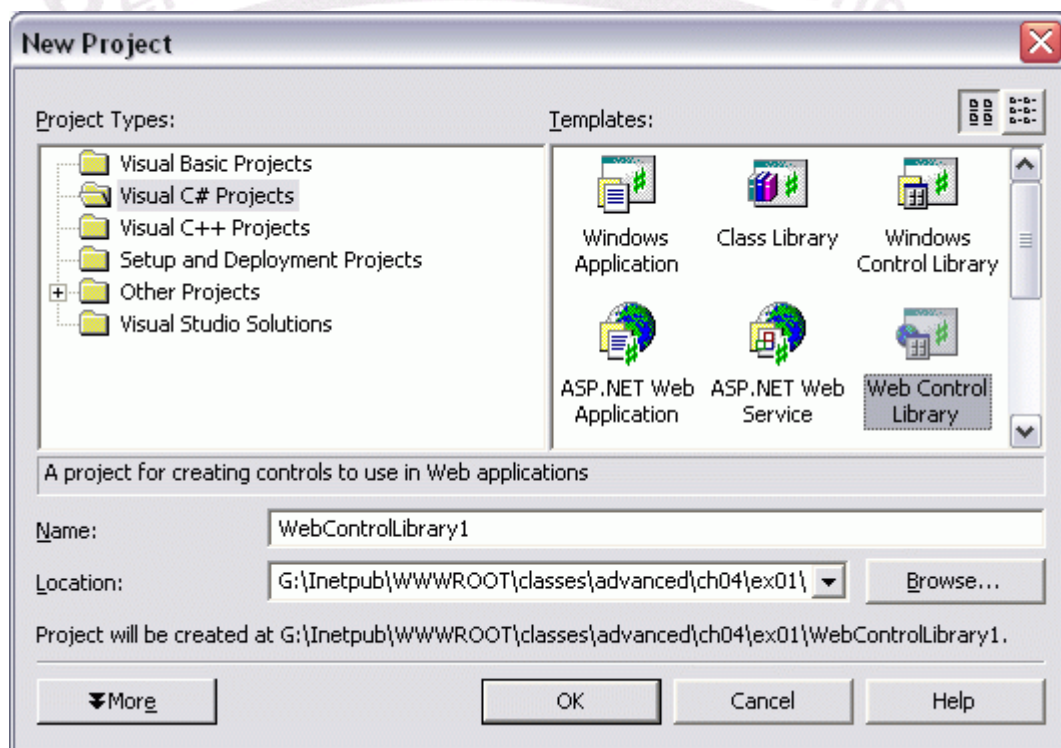 New Project
Project Types:
Templates:
Visual Basic Projects
Visual C# Projects
Visual C++ Projects
Setup and Deployment Projects
Other Projects
Visual Studio Solutions
Windows
Application
Class Library
Windows
Control Library
ASP.NET Web
Application
ASP.NET Web
Service
Web Control
Library
A project for creating controls to use in Web applications
Name:
WebControlLibrary1
Location:
G:\Inetpub\WWWROOT\classes\advanced\ch04\ex01\
Browse...
Project will be created at G:\Inetpub\WWWROOT\classes\advanced\ch04\ex01\WebControlLibrary1.
More
OK
Cancel
Help